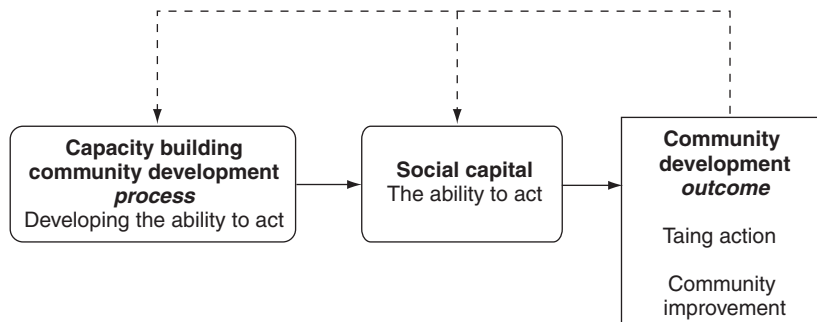 Capacity building
community development
process
Developing the ability to act
Social capital
The ability to act
Community
development
outcome
Taing action
Community
improvement